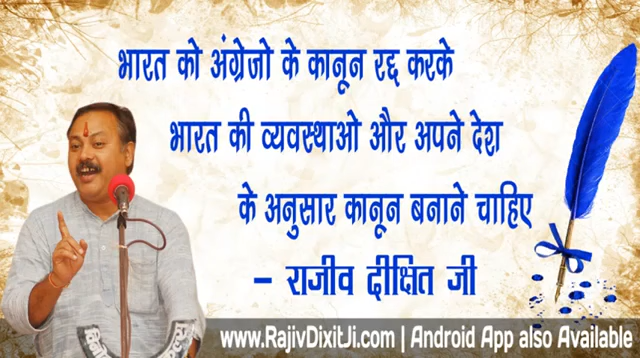 भारत को अंग्रेजो के कानून रद्द करके
भारत की व्यवस्थाओ और अपने देश
के अनुसार कानून बनाने चाहिए
– राजीव दीक्षित जी
www.RajivDixitJi.com | Android App also Available